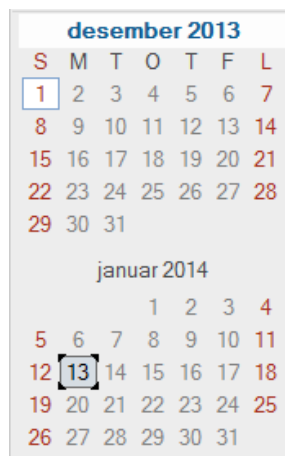 desember 2013
S M T O T F L
1 2 3 4 5 6 7
8 9 10 11 12 13 14
15 16 17 18 19 20 21
22 23 24 25 26 27 28
29 30 31
januar 2014
1 2 3 4
5 6 7 8 9 10 11
12 13 14 15 16 17 18
19 20 21 22 23 24 25
26 27 28 29 30 31